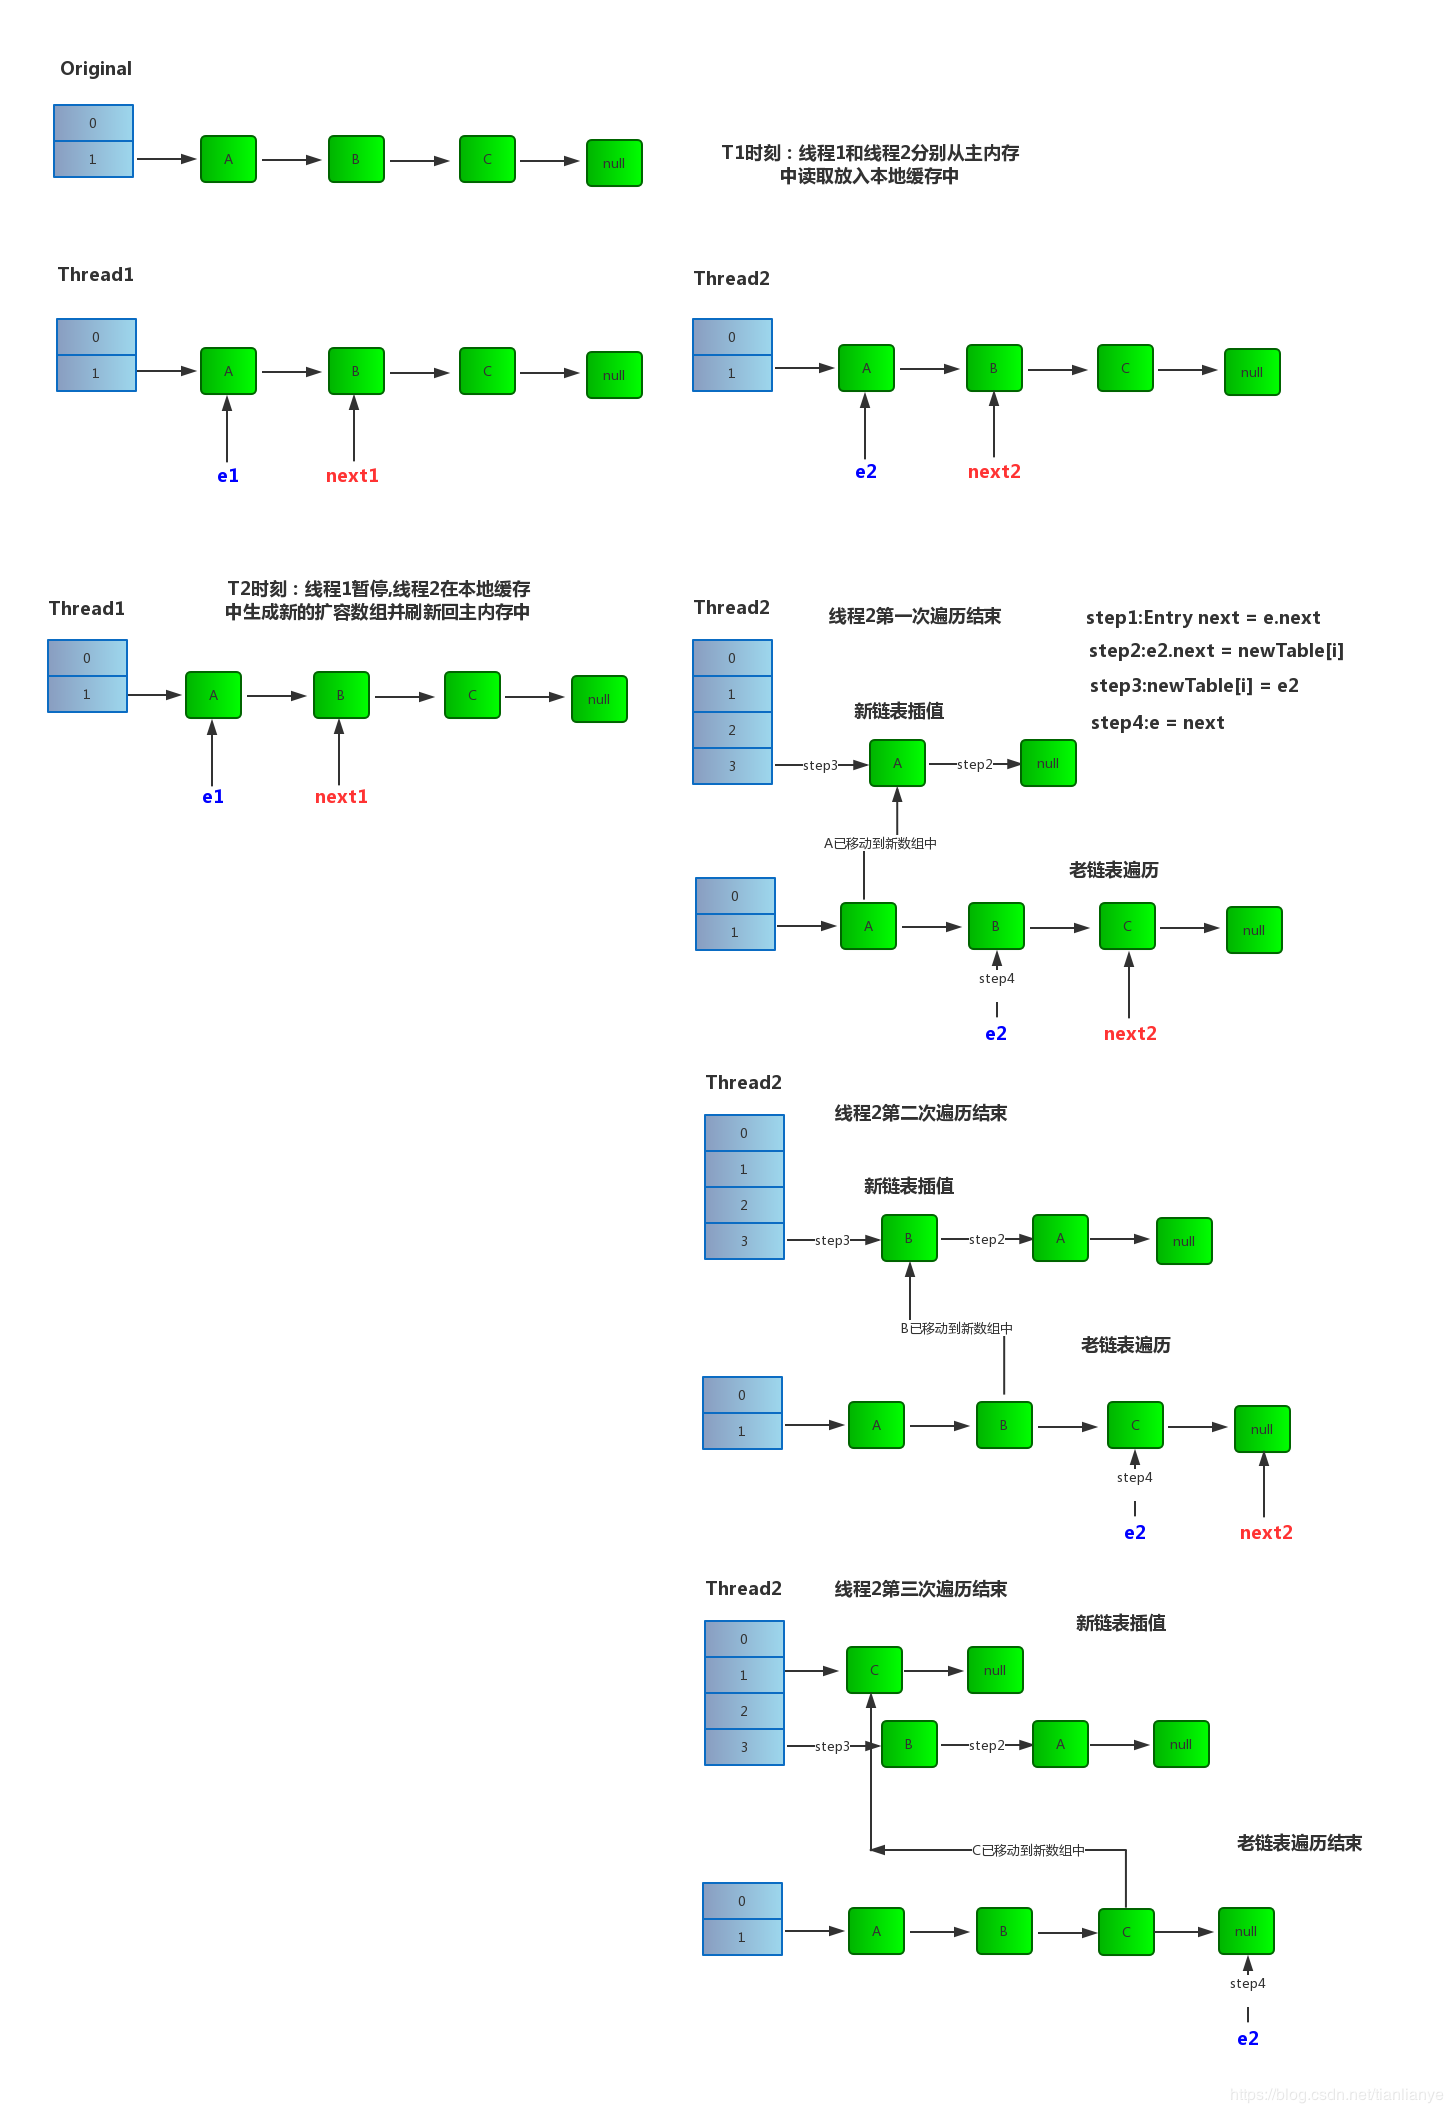 Original
0
1
A
B
C
null
T1时刻：线程1和线程2分别从主内存
中读取放入本地缓存中
Thread1
0
1
A
B
C
null
e1
next1
Thread2
0
1
A
B
C
null
e2
next2
T2时刻：线程1暂停,线程2在本地缓存
中生成新的扩容数组并刷新回主内存中
Thread1
0
1
A
B
C
null
e1
next1
Thread2
线程2第一次遍历结束
step1:Entry next = e.next
step2:e2.next = newTable[i]
step3:newTable[i] = e2
step4:e = next
新链表插值
0
1
2
3
step3
A
step2
null
A已移动到新数组中
老链表遍历
0
1
A
B
C
null
step4
e2
next2
Thread2
线程2第二次遍历结束
新链表插值
0
1
2
3
step3
B
step2
A
null
B已移动到新数组中
老链表遍历
0
1
A
B
C
null
step4
e2
next2
Thread2
线程2第三次遍历结束
新链表插值
0
1
2
3
C
null
step3
B
step2
A
null
C已移动到新数组中
老链表遍历结束
0
1
A
B
C
null
step4
e2
https://blog.csdn.net/tianlianye